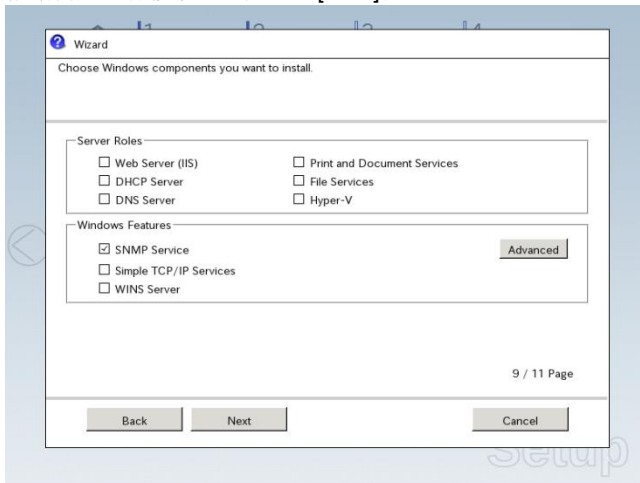 Wizard
Choose Windows components you want to install.
Server Roles
Web Server (IIS)
Print and Document Services
DHCP Server
File Services
DNS Server
Hyper-V
Windows Features
SNMP Service
Advanced
Simple TCP/IP Services
WINS Server
9 / 11 Page
Back
Next
Cancel
Setup